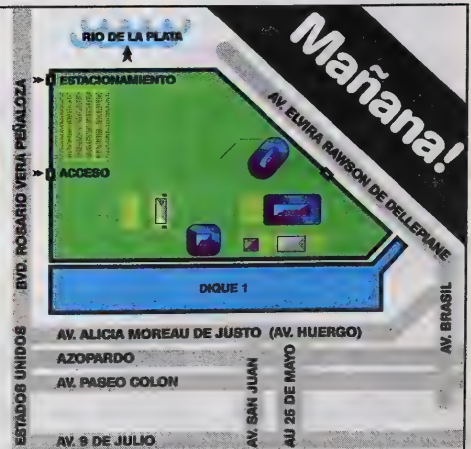 Mañana!
RIO DE LA PLATA
ESTACIONAMIENTO
ACCESO
BVD. ROSARIO VERA PEÑALOZA
AV. ELVIRA RAWSON DE DELLEPIANE
DIQUE 1
AV. BRASIL
AV. ALICIA MOREAU DE JUSTO (AV. HUERGO)
AZOPARDO
AV. PASEO COLON
ESTADOS UNIDOS
AV. SAN JUAN
AU 25 DE MAYO
AV. 9 DE JULIO